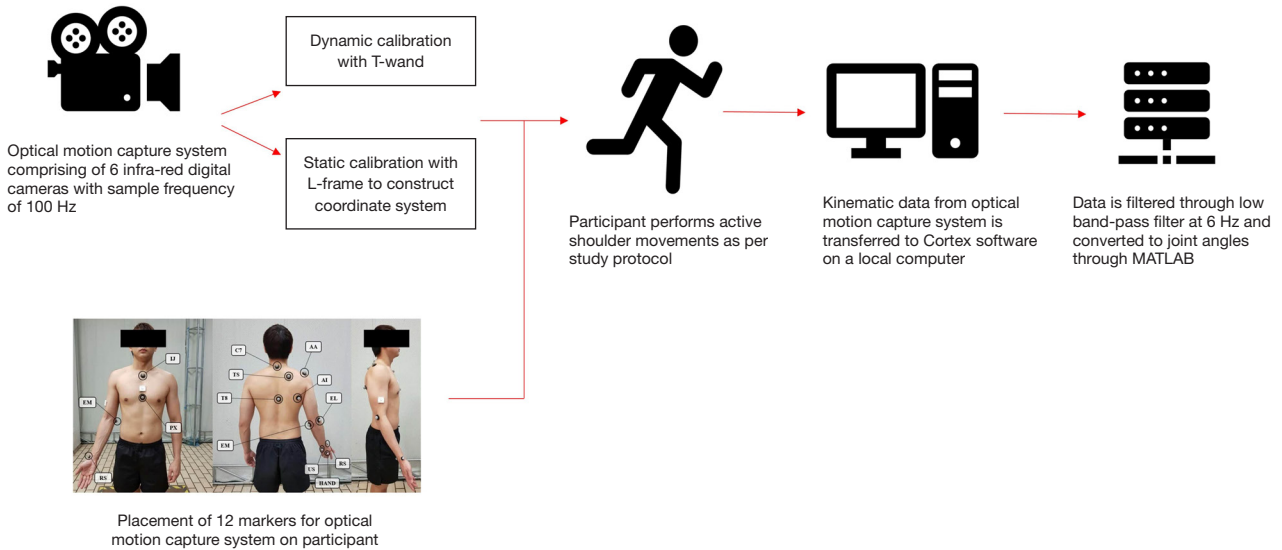 Dynamic calibration
with T-wand
Optical motion capture system
comprising of 6 infra-red digital
cameras with sample frequency
of 100 Hz
Static calibration with
L-frame to construct
coordinate system
Participant performs active
shoulder movements as per
study protocol
Kinematic data from optical
motion capture system is
transferred to Cortex software
on a local computer
Data is filtered through low
band-pass filter at 6 Hz and
converted to joint angles
through MATLAB
IJ
EM
PX
RS
C7
AA
TS
AI
T8
EL
EM
US
RS
HAND
Placement of 12 markers for optical
motion capture system on participant